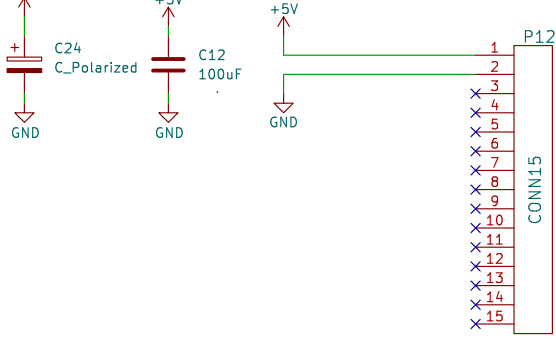 +5V
+5V
P12
C24
C_Polarized
C12
100uF
+
GND
GND
GND
1
2
3
4
5
6
7
8
9
10
11
12
13
14
15
CONN15